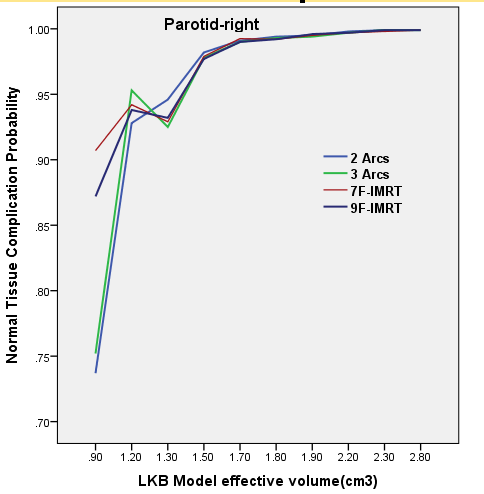 Parotid-right
Normal Tissue Complication Probability
1.00
.95
.90
.85
.80
.75
.70
2 Arcs
3 Arcs
7F-IMRT
9F-IMRT
.90 1.20 1.30 1.50 1.70 1.80 1.90 2.20 2.30 2.80
LKB Model effective volume(cm3)